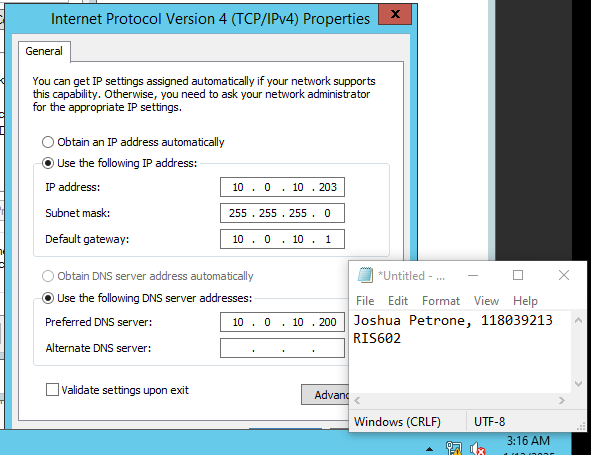 Internet Protocol Version 4 (TCP/IPv4) Properties
x
General
You can get IP settings assigned automatically if your network supports
this capability. Otherwise, you need to ask your network administrator
for the appropriate IP settings.
Obtain an IP address automatically
Use the following IP address:
IP address: 10 . 0 . 10 . 203
Subnet mask: 255 . 255 . 255 . 0
Default gateway: 10 . 0 . 10 . 1
Obtain DNS server address automatically
Use the following DNS server addresses:
Preferred DNS server: 10 . 0 . 10 . 200
Alternate DNS server: . . .
Validate settings upon exit
Advanc
*Untitled - ...
File Edit Format View Help
Joshua Petrone, 118039213
RIS602
Windows (CRLF) UTF-8
3:16 AM